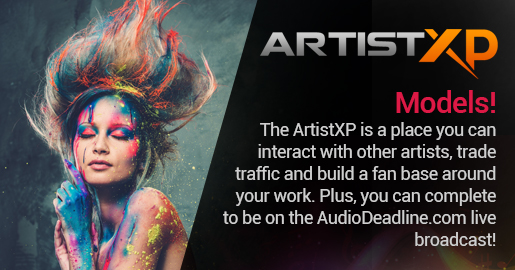 ARTISTXP
Models!
The ArtistXP is a place you can
interact with other artists, trade
traffic and build a fan base around
your work. Plus, you can complete
to be on the AudioDeadline.com live
broadcast!